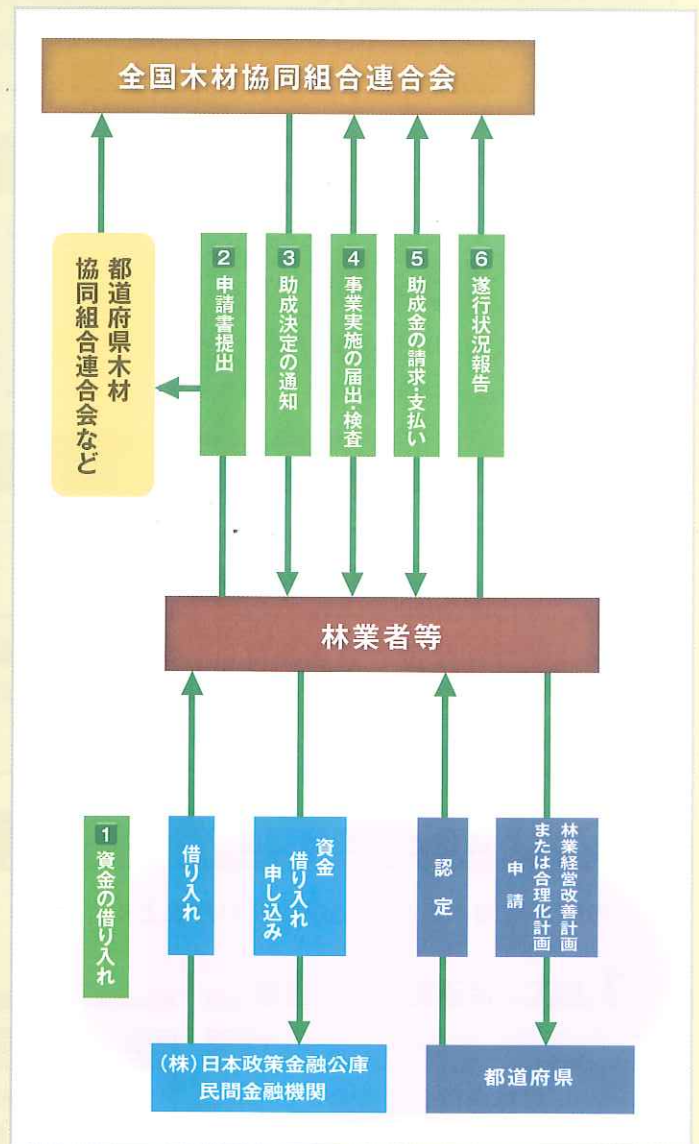 全国木材協同組合連合会
都道府県木材
協同組合連合会など
2 申請書提出
3 助成決定の通知
4 事業実施の届出・検査
5 助成金の請求・支払い
6 遂行状況報告
林業者等
1 資金の借り入れ
借り入れ
資金
借り入れ
申し込み
認定
林業経営改善計画
または合理化計画
申請
(株)日本政策金融公庫
民間金融機関
都道府県